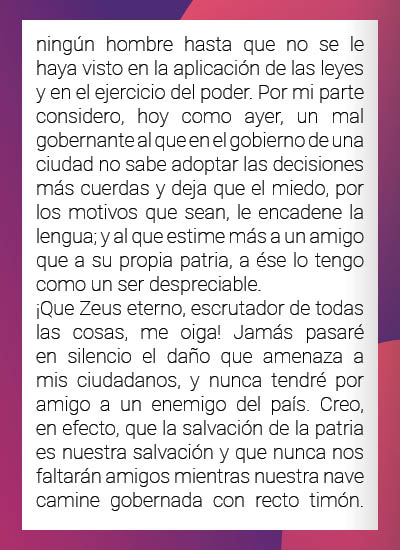 ningún hombre hasta que no se le
haya visto en la aplicación de las leyes
y en el ejercicio del poder. Por mi parte
considero, hoy como ayer, un mal
gobernante al que en el gobierno de una
ciudad no sabe adoptar las decisiones
más cuerdas y deja que el miedo, por
los motivos que sean, le encadene la
lengua; y al que estime más a un amigo
que a su propia patria, a ése lo tengo
como un ser despreciable.
¡Que Zeus eterno, escrutador de todas
las cosas, me oiga! Jamás pasaré
en silencio el daño que amenaza a
mis ciudadanos, y nunca tendré por
amigo a un enemigo del país. Creo,
en efecto, que la salvación de la patria
es nuestra salvación y que nunca nos
faltarán amigos mientras nuestra nave
camine gobernada con recto timón.